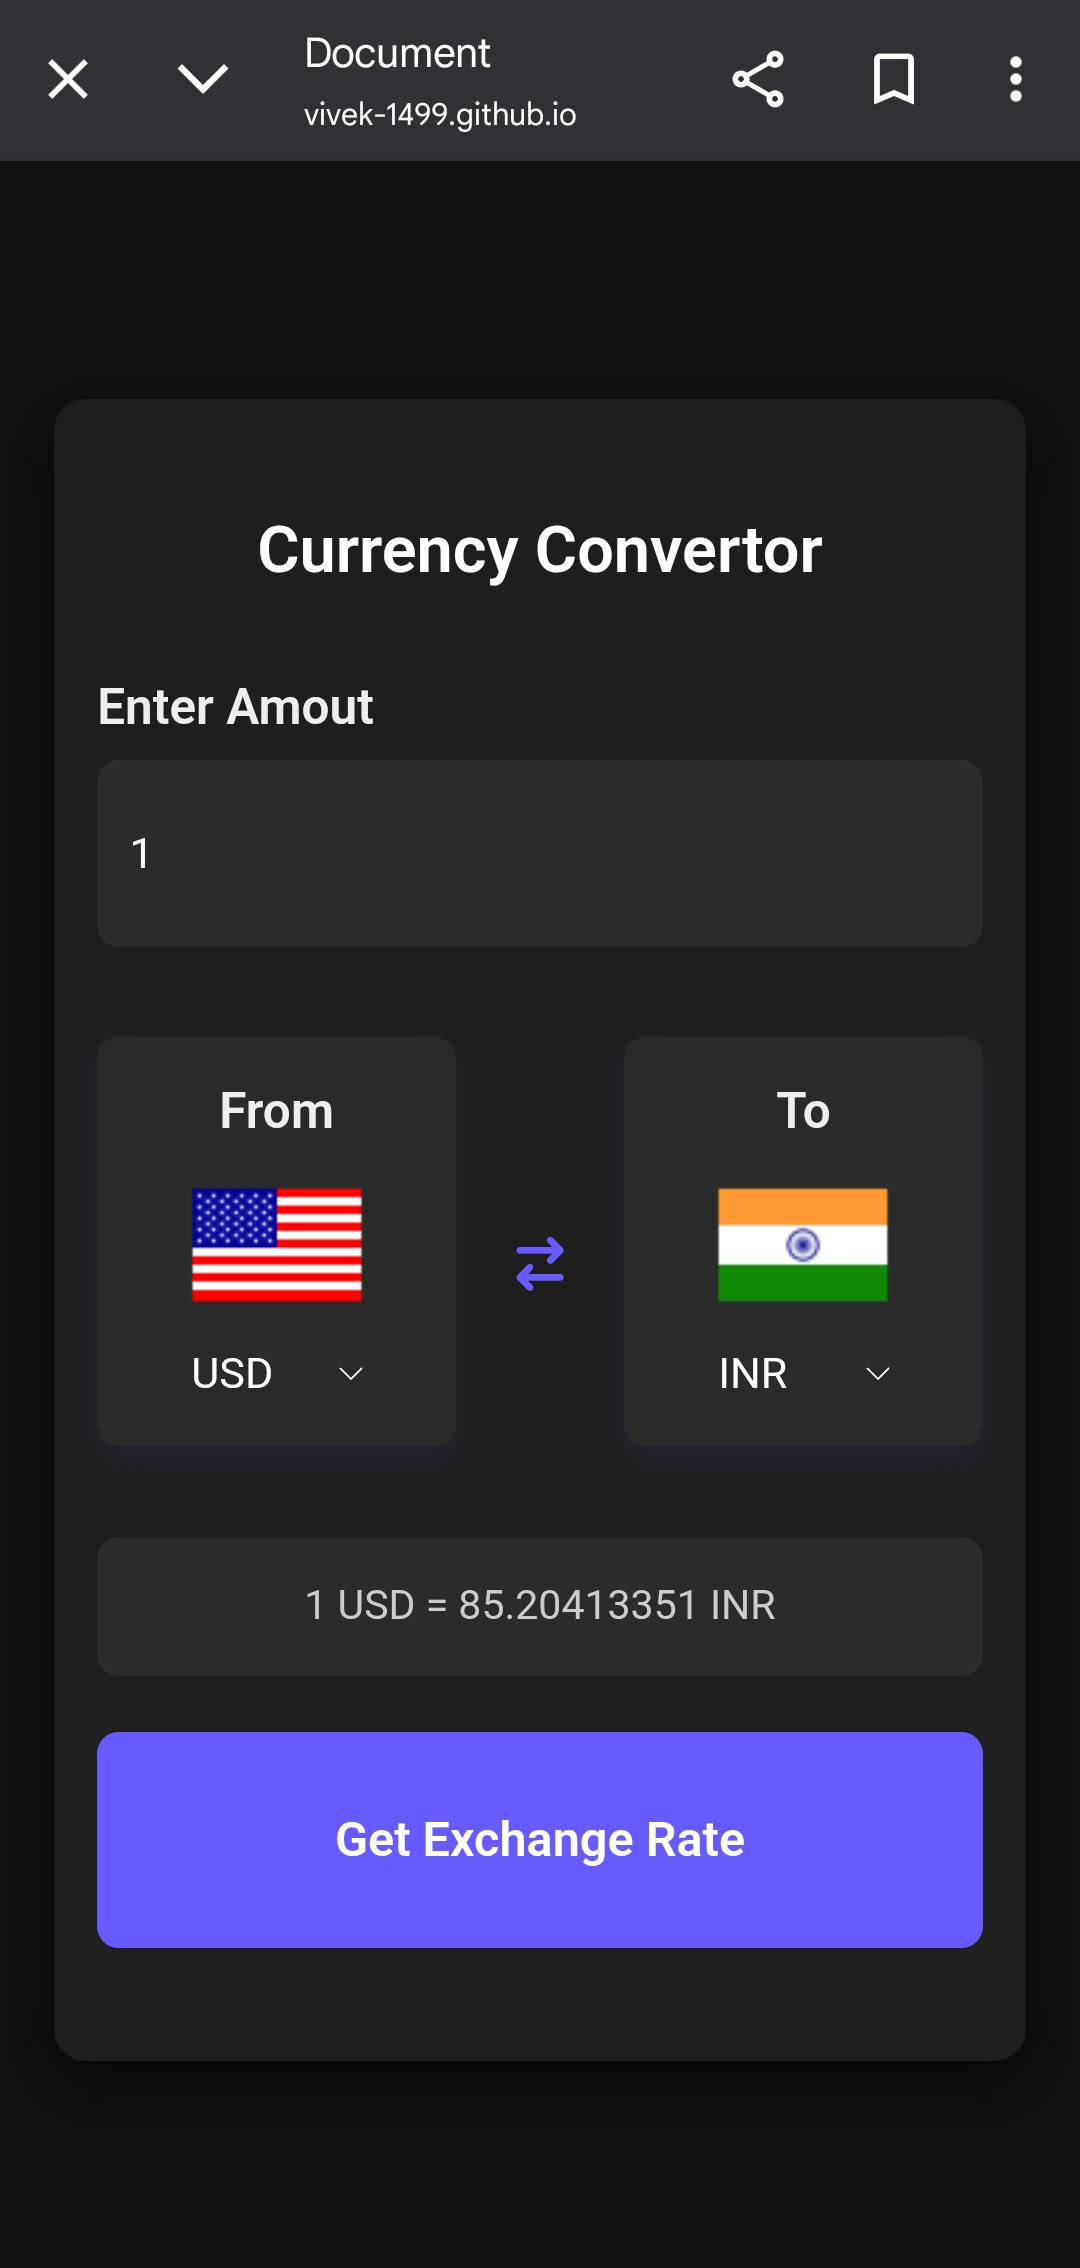 Document
vivek-1499.github.io
Currency Convertor
Enter Amout
1
From
To
USD
INR
1 USD = 85.20413351 INR
Get Exchange Rate